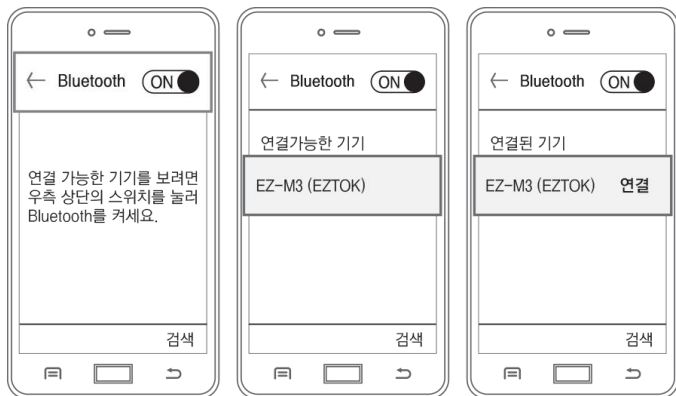 ← Bluetooth ON
연결 가능한 기기를 보려면
우측 상단의 스위치를 눌러
Bluetooth를 켜세요.
검색
← Bluetooth ON
연결가능한 기기
EZ-M3 (EZTOK)
검색
← Bluetooth ON
연결된 기기
EZ-M3 (EZTOK) 연결
검색